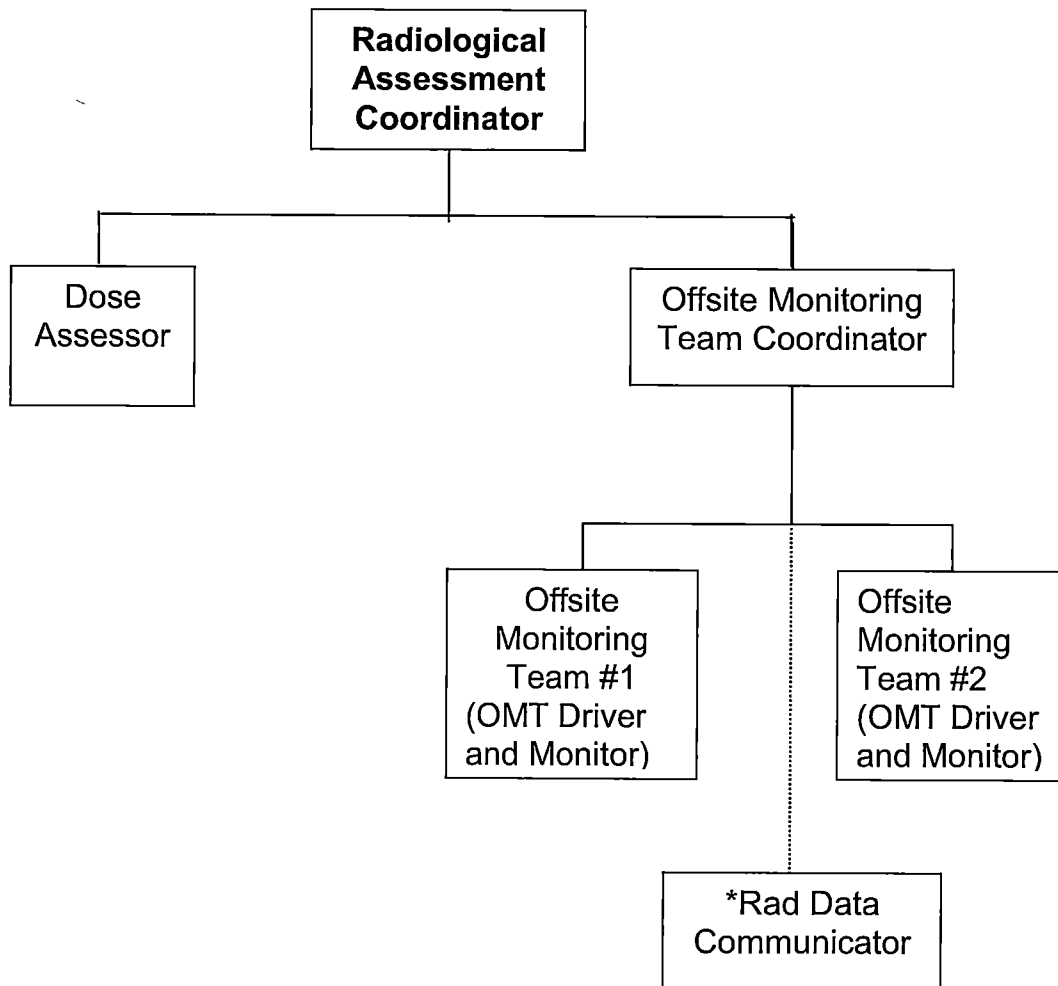 Radiological
Assessment
Coordinator
Dose
Assessor
Offsite Monitoring
Team Coordinator
Offsite
Monitoring
Team #1
(OMT Driver
and Monitor)
Offsite
Monitoring
Team #2
(OMT Driver
and Monitor)
*Rad Data
Communicator